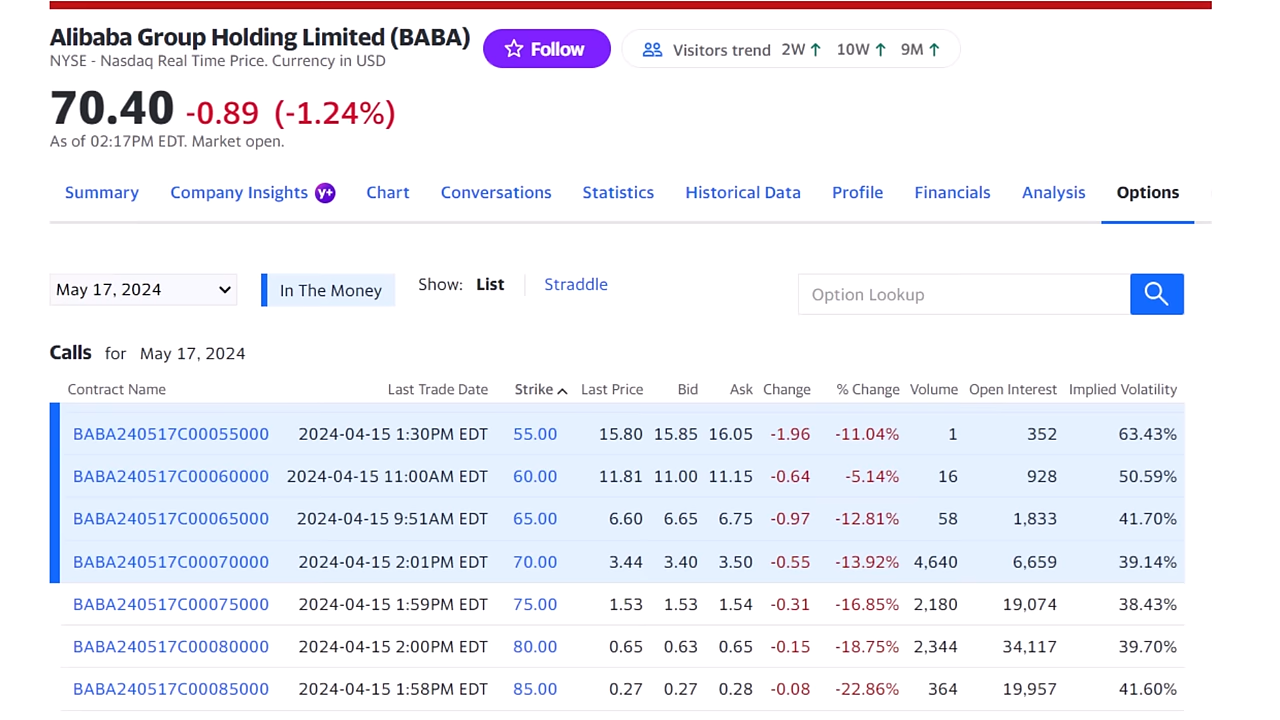 Alibaba Group Holding Limited (BABA)
Follow
Visitors trend 2W ↑ 10W ↑ 9M ↑
NYSE - Nasdaq Real Time Price. Currency in USD
70.40 -0.89 (-1.24%)
As of 02:17PM EDT. Market open.
Summary Company Insights Y+ Chart Conversations Statistics Historical Data Profile Financials Analysis Options
May 17, 2024 In The Money Show: List Straddle Option Lookup
Calls for May 17, 2024
Contract Name Last Trade Date Strike Last Price Bid Ask Change % Change Volume Open Interest Implied Volatility
BABA240517C00055000 2024-04-15 1:30PM EDT 55.00 15.80 15.85 16.05 -1.96 -11.04% 1 352 63.43%
BABA240517C00060000 2024-04-15 11:00AM EDT 60.00 11.81 11.00 11.15 -0.64 -5.14% 16 928 50.59%
BABA240517C00065000 2024-04-15 9:51AM EDT 65.00 6.60 6.65 6.75 -0.97 -12.81% 58 1,833 41.70%
BABA240517C00070000 2024-04-15 2:01PM EDT 70.00 3.44 3.40 3.50 -0.55 -13.92% 4,640 6,659 39.14%
BABA240517C00075000 2024-04-15 1:59PM EDT 75.00 1.53 1.53 1.54 -0.31 -16.85% 2,180 19,074 38.43%
BABA240517C00080000 2024-04-15 2:00PM EDT 80.00 0.65 0.63 0.65 -0.15 -18.75% 2,344 34,117 39.70%
BABA240517C00085000 2024-04-15 1:58PM EDT 85.00 0.27 0.27 0.28 -0.08 -22.86% 364 19,957 41.60%